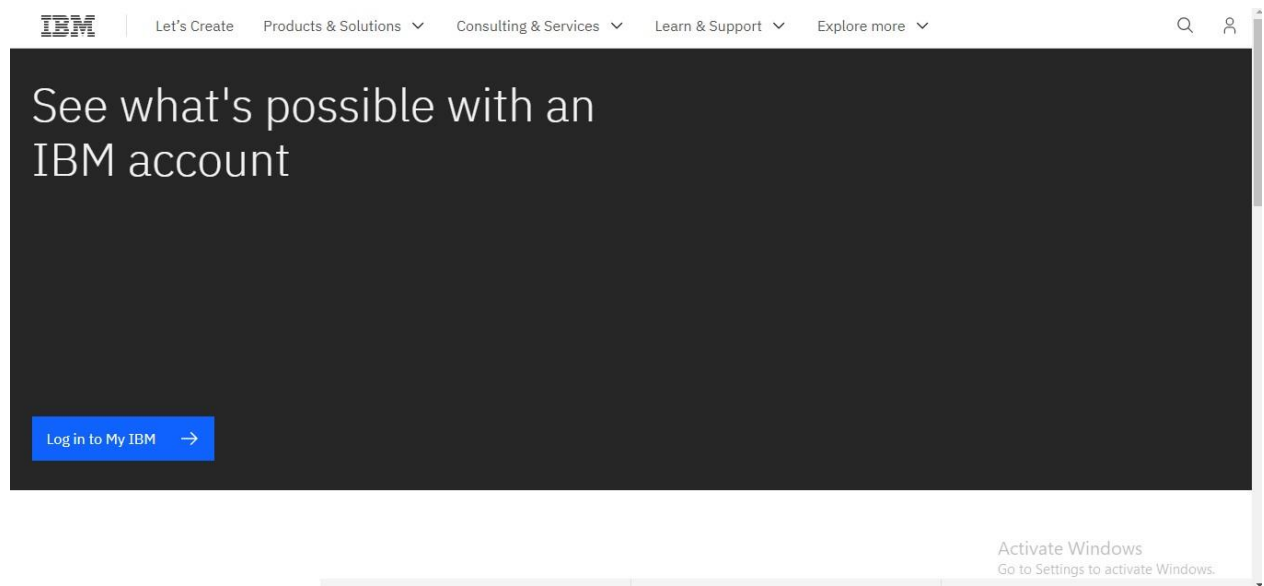 IBM Let’s Create Products & Solutions Consulting & Services Learn & Support Explore more
See what's possible with an
IBM account
Log in to My IBM
Activate Windows
Go to Settings to activate Windows.